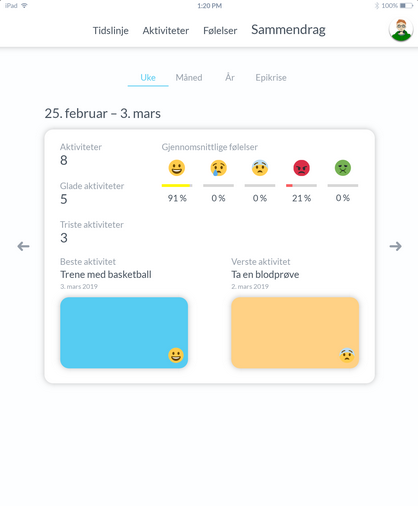 iPad 1:20 PM 100%
Tidslinje Aktiviteter Følelser Sammendrag
Uke Måned År Epikrise
25. februar – 3. mars
Aktiviteter
8
Glade aktiviteter
5
Triste aktiviteter
3
Gjennomsnittlige følelser
91 % 0 % 0 % 21 % 0 %
Beste aktivitet
Trene med basketball
3. mars 2019
Verste aktivitet
Ta en blodprøve
2. mars 2019